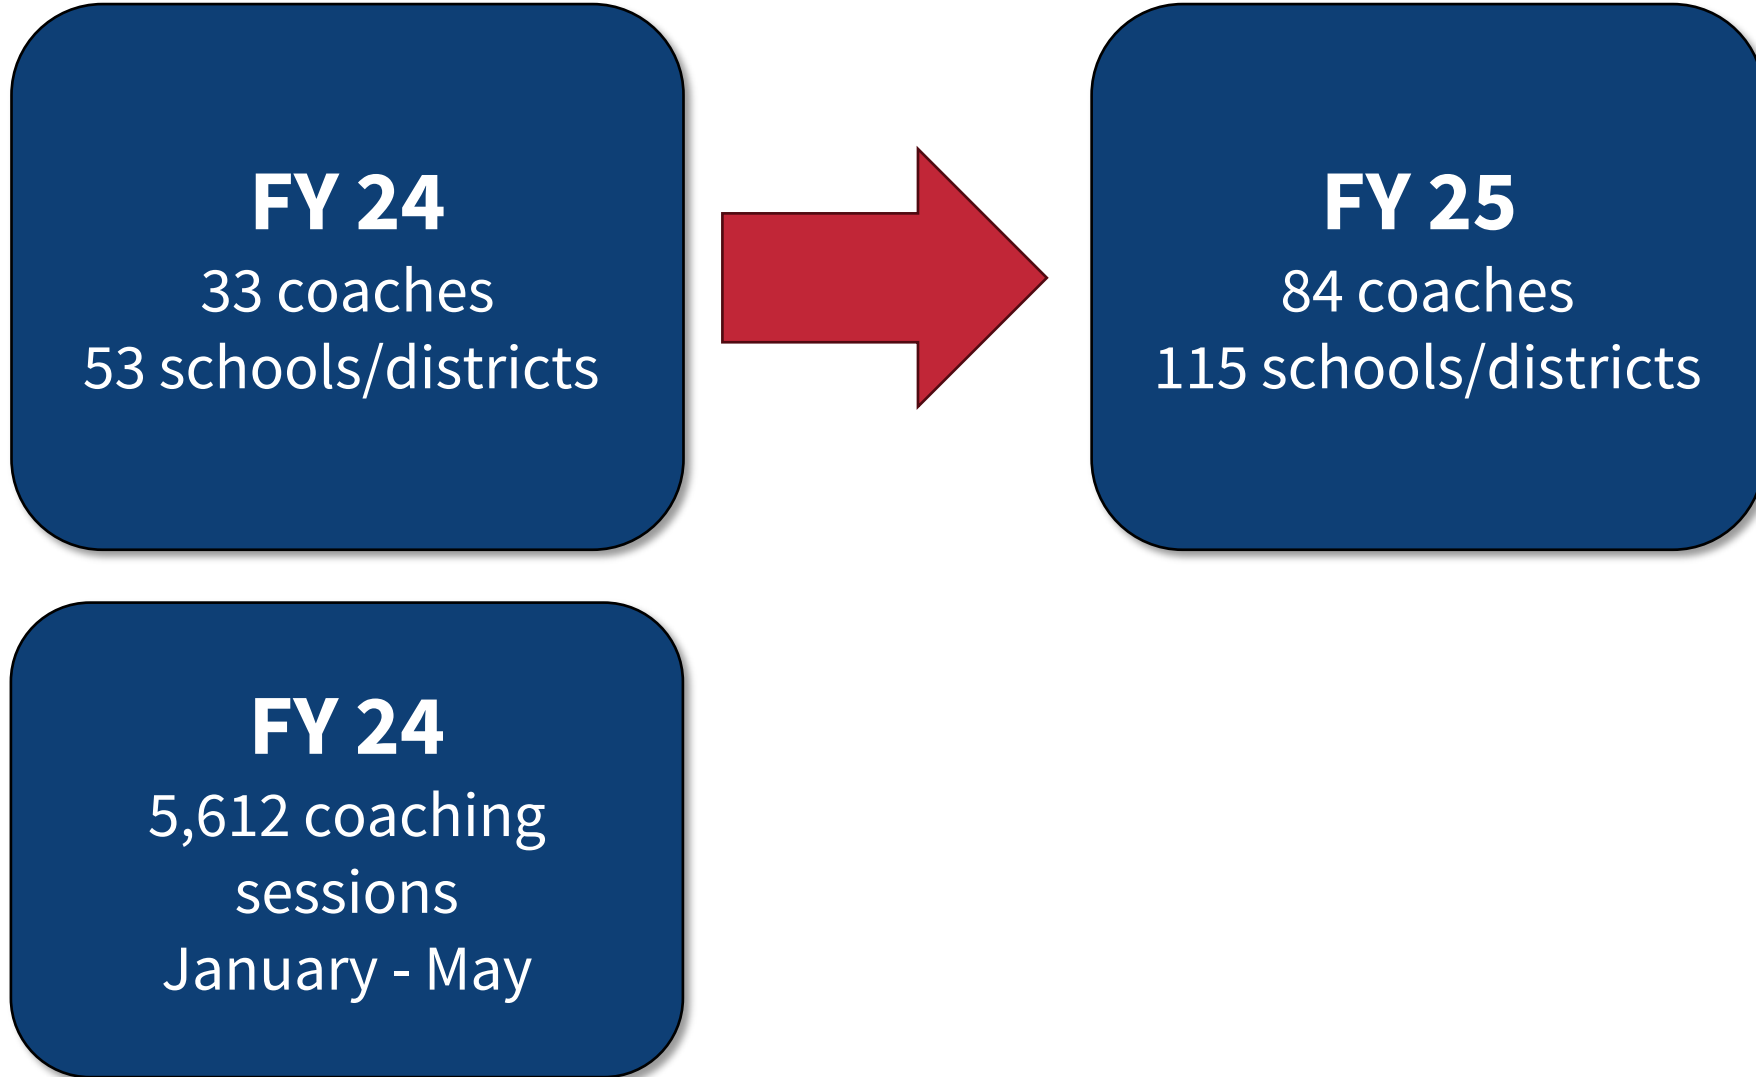 FY 24
33 coaches
53 schools/districts
FY 25
84 coaches
115 schools/districts
FY 24
5,612 coaching
sessions
January - May